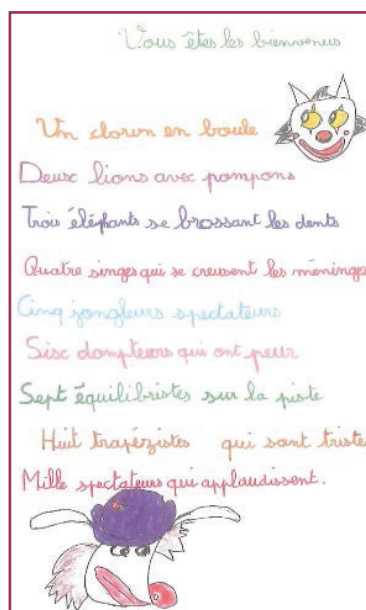 Vous êtes les bienvenus
Un clown en boule
Deux lions avec pompons
Trois éléphants se brossant les dents
Quatre singes qui se creusent les méninges
Cinq jongleurs spectateurs
Six dompteurs qui ont peur
Sept équilibristes sur la piste
Huit trapézistes qui sont tristes
Mille spectateurs qui applaudissent.